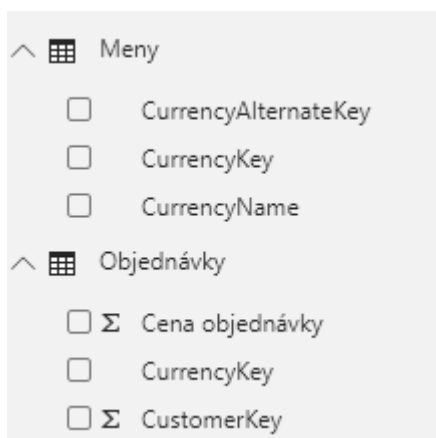 Meny
CurrencyAlternateKey
CurrencyKey
CurrencyName
Objednávky
Σ Cena objednávky
CurrencyKey
Σ CustomerKey